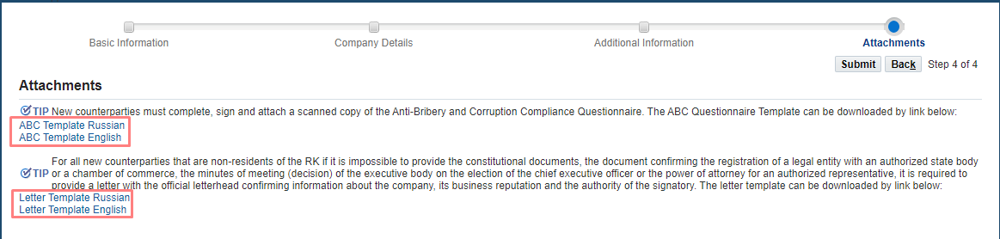 Basic Information Company Details Additional Information Attachments
Submit Back Step 4 of 4
Attachments
TIP New counterparties must complete, sign and attach a scanned copy of the Anti-Bribery and Corruption Compliance Questionnaire. The ABC Questionnaire Template can be downloaded by link below:
ABC Template Russian
ABC Template English
For all new counterparties that are non-residents of the RK if it is impossible to provide the constitutional documents, the document confirming the registration of a legal entity with an authorized state body
TIP or a chamber of commerce, the minutes of meeting (decision) of the executive body on the election of the chief executive officer or the power of attorney for an authorized representative, it is required to
provide a letter with the official letterhead confirming information about the company, its business reputation and the authority of the signatory. The letter template can be downloaded by link below:
Letter Template Russian
Letter Template English